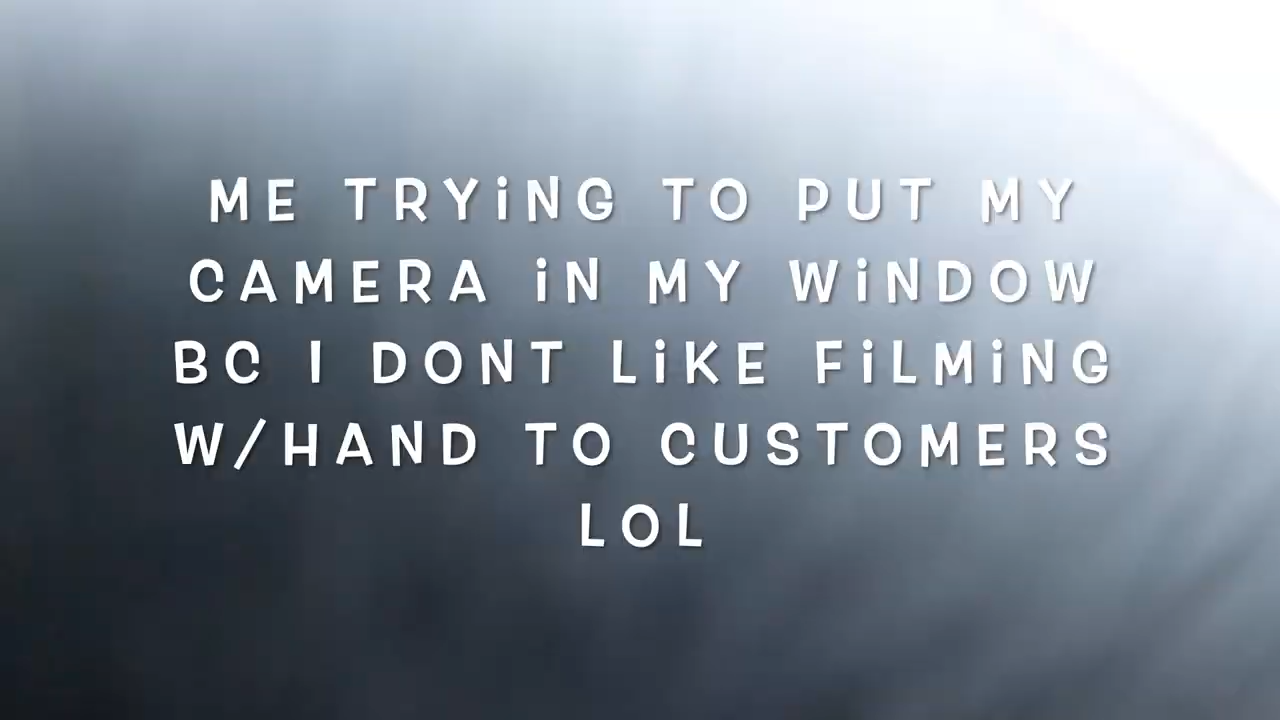 ME TRYiNG TO PUT MY
CAMERA iN MY WiNDOW
BC I DONT LiKE FiLMiNG
W/HAND TO CUSTOMERS
LOL